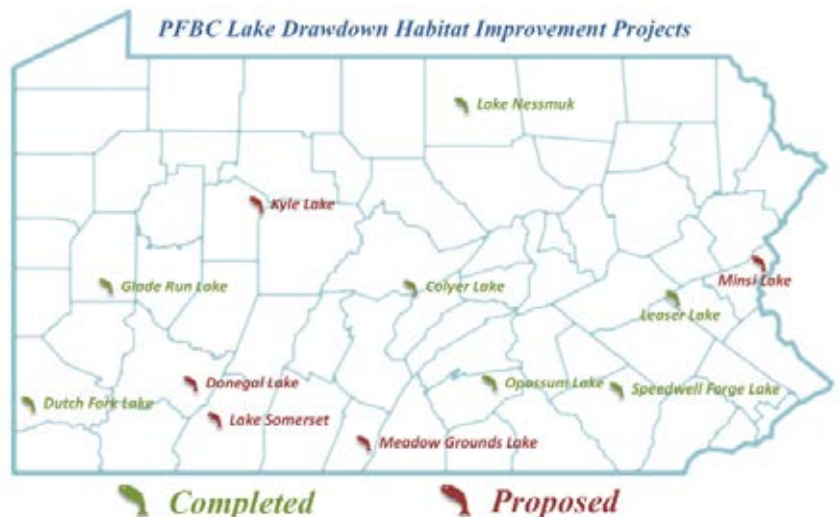 PFBC Lake Drawdown Habitat Improvement Projects
Lake Nessmuk
Kyle Lake
Minsi Lake
Glade Run Lake
Colyer Lake
Leaser Lake
Donegal Lake
Opossum Lake
Speedwell Forge Lake
Dutch Fork Lake
Lake Somerset
Meadow Grounds Lake
Completed
Proposed